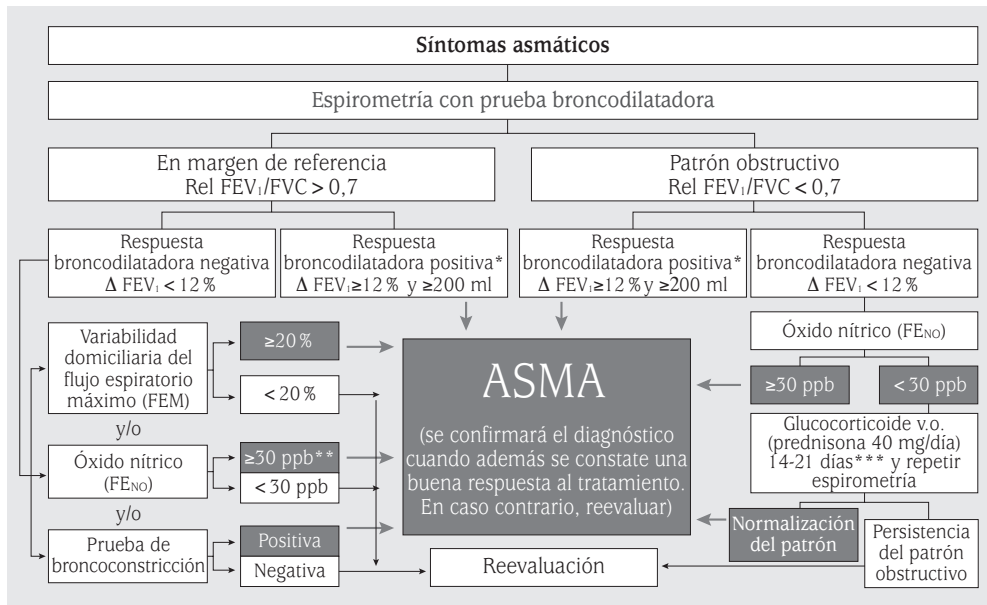 Síntomas asmáticos
Espirometría con prueba broncodilatadora
En margen de referencia
Rel FEV₁/FVC > 0,7
Patrón obstructivo
Rel FEV₁/FVC < 0,7
Respuesta
broncodilatadora negativa
Δ FEV₁ < 12 %
Respuesta
broncodilatadora positiva*
Δ FEV₁≥12 % y ≥200 ml
Respuesta
broncodilatadora positiva*
Δ FEV₁≥12 % y ≥200 ml
Respuesta
broncodilatadora negativa
Δ FEV₁ < 12 %
Variabilidad
domiciliaria del
flujo espiratorio
máximo (FEM)
≥20 %
< 20 %
y/o
Óxido nítrico
(FENO)
≥30 ppb**
< 30 ppb
y/o
Prueba de
broncoconstricción
Positiva
Negativa
ASMA
(se confirmará el diagnóstico
cuando además se constate una
buena respuesta al tratamiento.
En caso contrario, reevaluar)
Reevaluación
Óxido nítrico (FENO)
≥30 ppb
< 30 ppb
Glucocorticoide v.o.
(prednisona 40 mg/día)
14-21 días*** y repetir
espirometría
Normalización
del patrón
Persistencia
del patrón
obstructivo